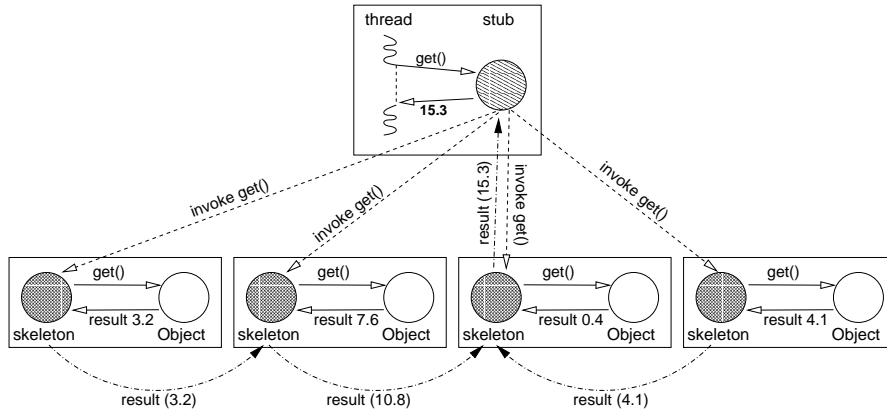 thread stub
get()
15.3
invoke get()
invoke get()
result (15.3)
invoke get()
invoke get()
get()
result 3.2
skeleton Object
get()
result 7.6
skeleton Object
get()
result 0.4
skeleton Object
get()
result 4.1
skeleton Object
result (3.2)
result (10.8)
result (4.1)